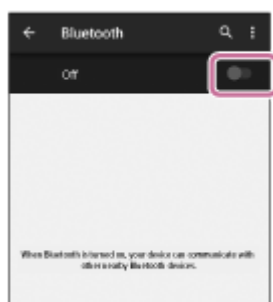 Bluetooth
Off
When Bluetooth is turned on, your device can communicate with
other nearby Bluetooth devices.